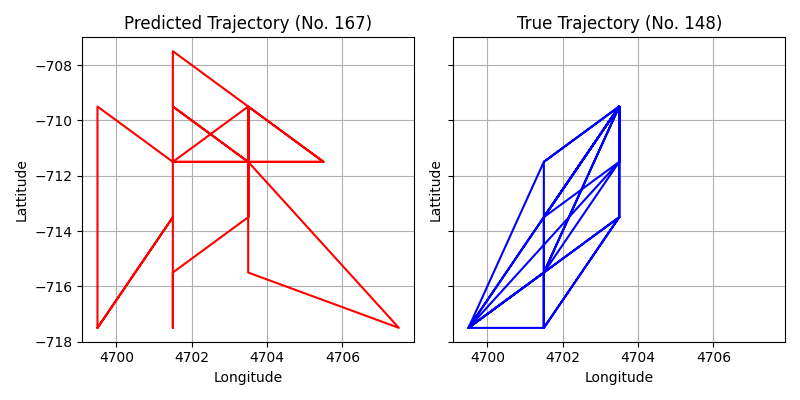 Predicted Trajectory (No. 167)
True Trajectory (No. 148)
−708
−710
−712
−714
−716
−718
Lattitude
Lattitude
4700 4702 4704 4706
4700 4702 4704 4706
Longitude
Longitude